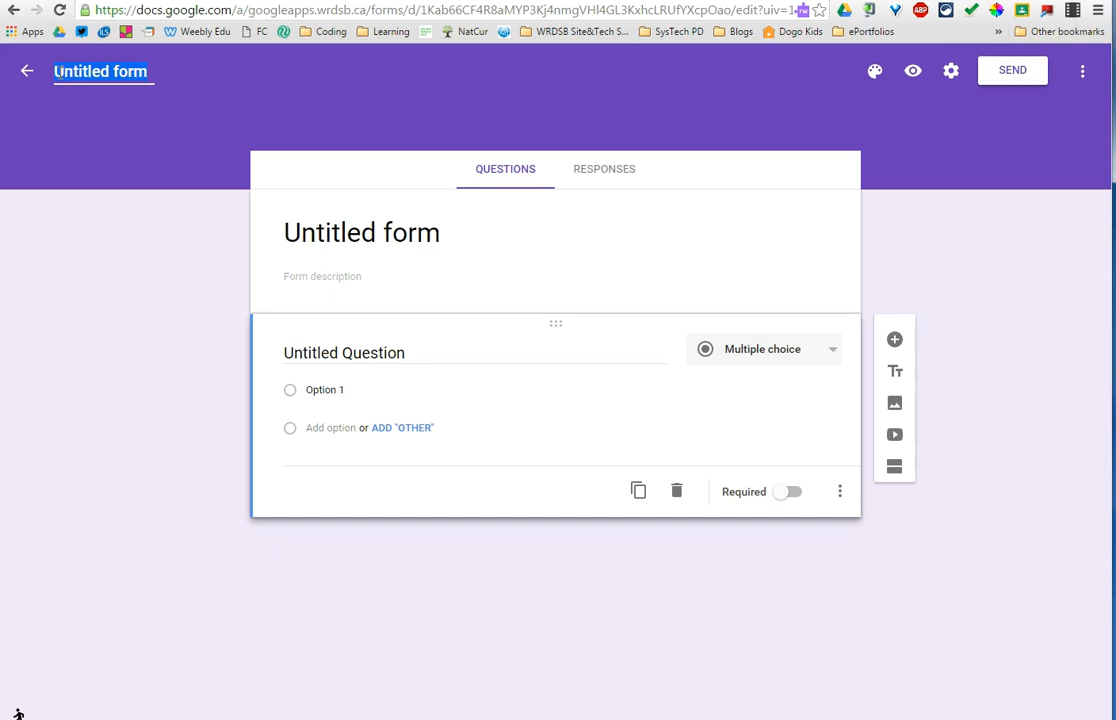 https://docs.google.com/a/googleapps.wrdsb.ca/forms/d/1Kab66CF4R8aMYP3Kj4nmgVHl4GL3KxhcLRUfYXcpOao/edit?uiv=1
Apps Weebly Edu FC Coding Learning NatCur WRDSB Site&Tech S... SysTech PD Blogs Dogo Kids ePortfolios » Other bookmarks
Untitled form
SEND
QUESTIONS RESPONSES
Untitled form
Form description
Untitled Question
Multiple choice
Option 1
Add option or ADD "OTHER"
Required